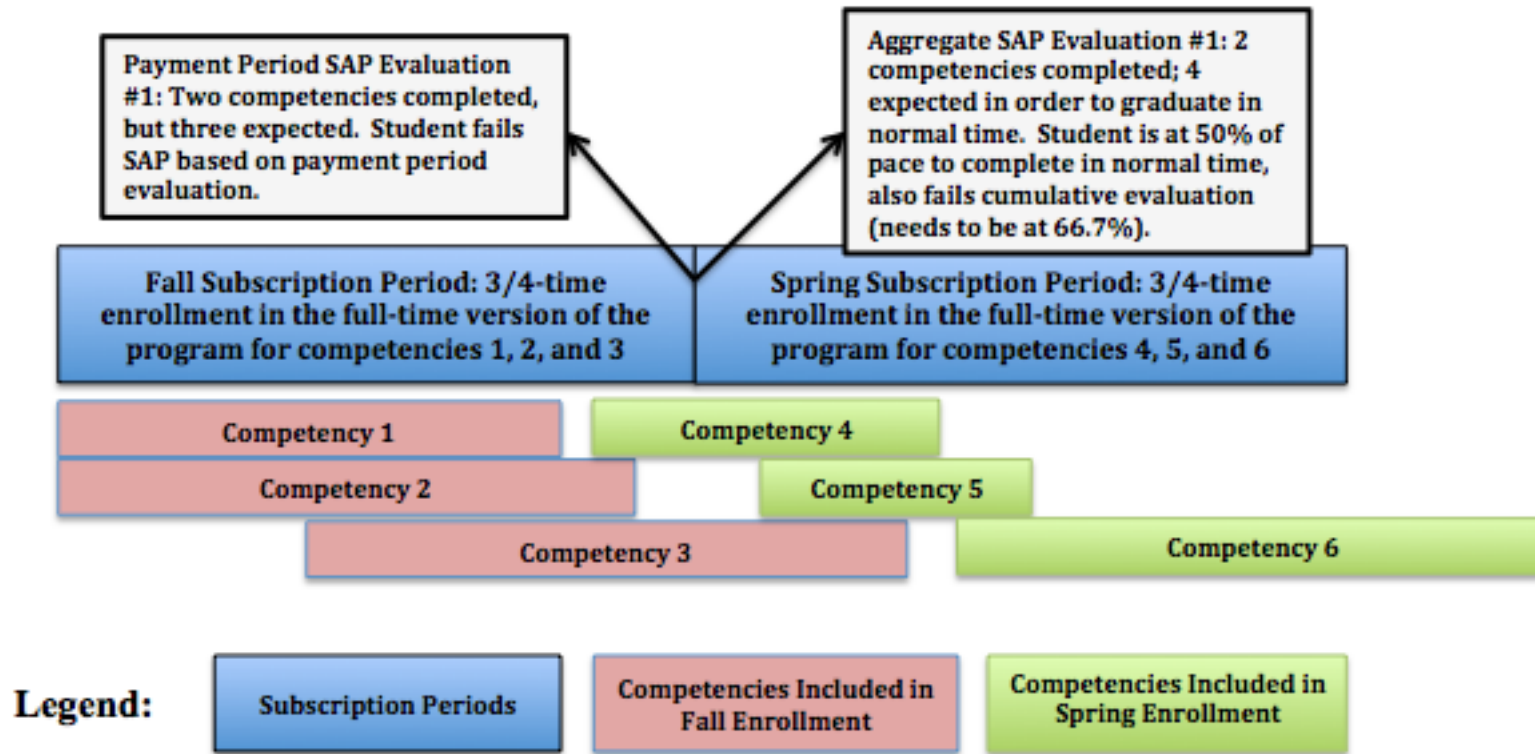 Payment Period SAP Evaluation
#1: Two competencies completed,
but three expected.  Student fails
SAP based on payment period
evaluation.
Aggregate SAP Evaluation #1: 2
competencies completed; 4
expected in order to graduate in
normal time.  Student is at 50% of
pace to complete in normal time,
also fails cumulative evaluation
(needs to be at 66.7%).
Fall Subscription Period: 3/4-time
enrollment in the full-time version of the
program for competencies 1, 2, and 3
Spring Subscription Period: 3/4-time
enrollment in the full-time version of the
program for competencies 4, 5, and 6
Competency 1
Competency 4
Competency 2
Competency 5
Competency 3
Competency 6
Legend:
Subscription Periods
Competencies Included in
Fall Enrollment
Competencies Included in
Spring Enrollment